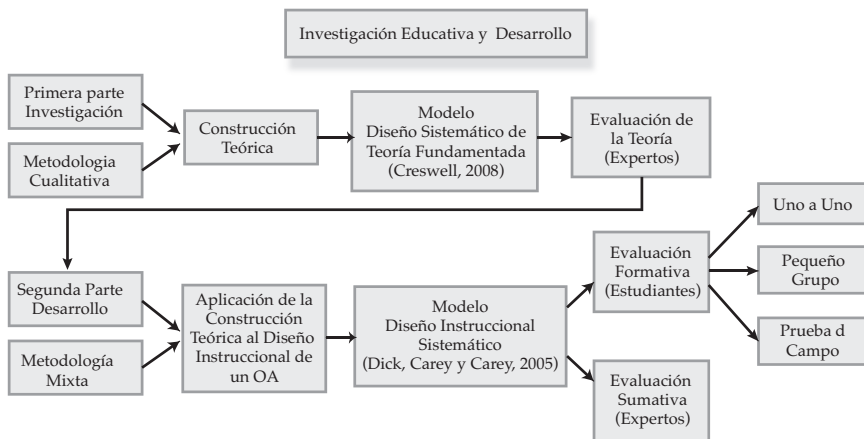 Investigación Educativa y Desarrollo
Primera parte
Investigación
Metodologia
Cualitativa
Construcción
Teórica
Modelo
Diseño Sistemático de
Teoría Fundamentada
(Creswell, 2008)
Evaluación de
la Teoría
(Expertos)
Segunda Parte
Desarrollo
Metodología
Mixta
Aplicación de la
Construcción
Teórica al Diseño
Instruccional de
un OA
Modelo
Diseño Instruccional
Sistemático
(Dick, Carey y Carey, 2005)
Evaluación
Formativa
(Estudiantes)
Uno a Uno
Pequeño
Grupo
Prueba d
Campo
Evaluación
Sumativa
(Expertos)